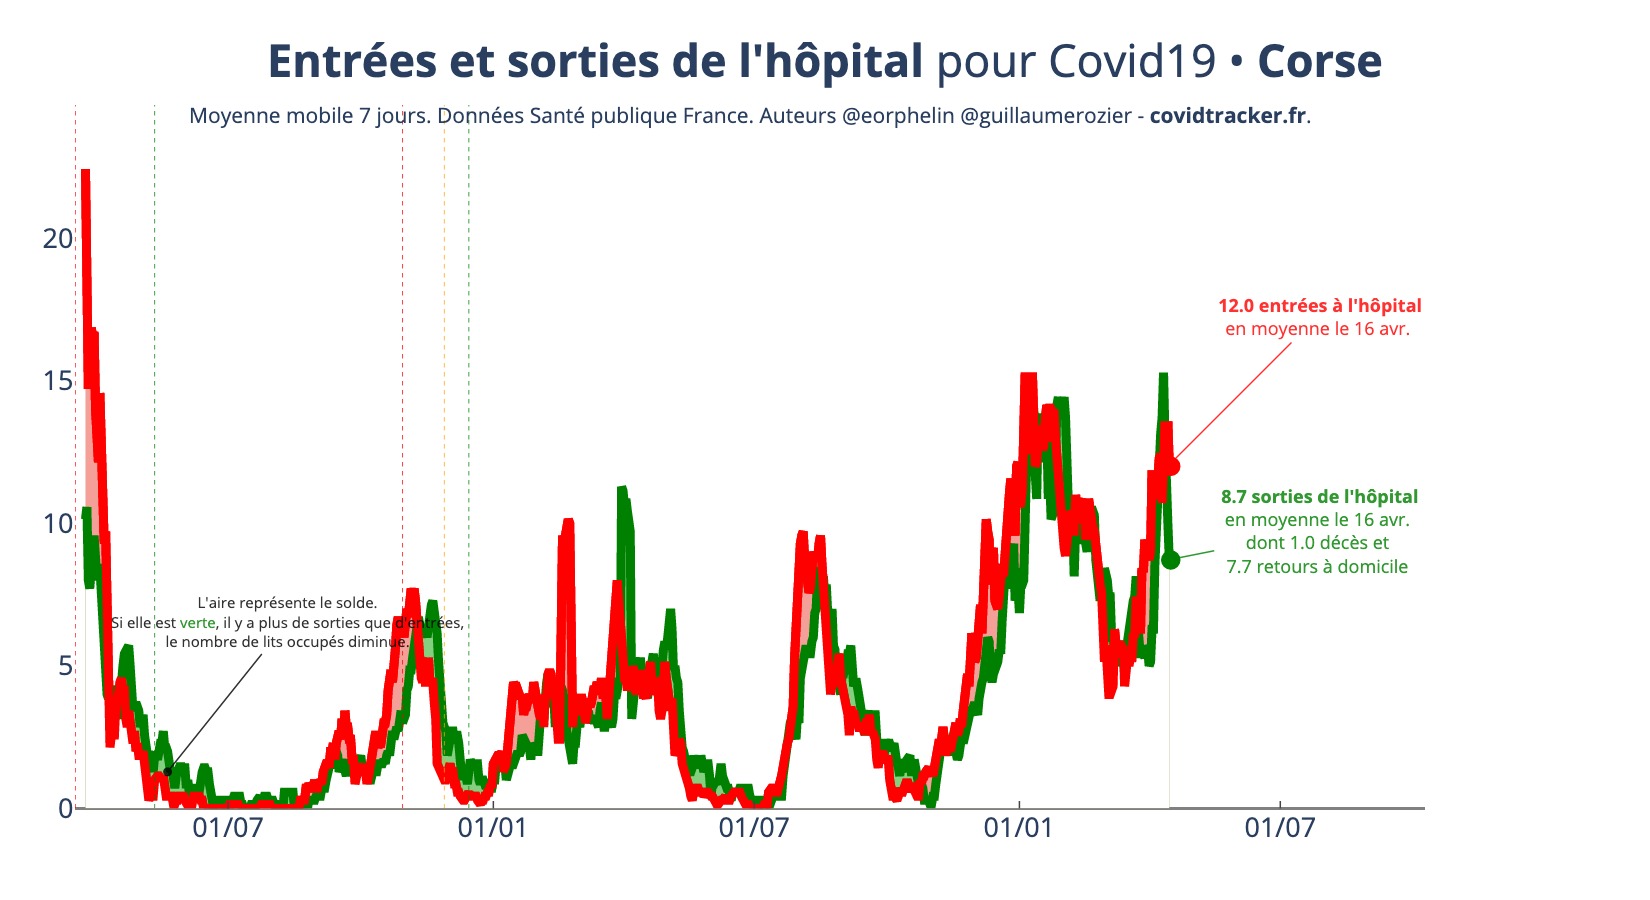 Entrées et sorties de l'hôpital pour Covid19 • Corse
Moyenne mobile 7 jours. Données Santé publique France. Auteurs @eorphelin @guillaumerozier - covidtracker.fr.
20
15
10
5
0
12.0 entrées à l'hôpital
en moyenne le 16 avr.
8.7 sorties de l'hôpital
en moyenne le 16 avr.
dont 1.0 décès et
7.7 retours à domicile
L'aire représente le solde.
Si elle est verte, il y a plus de sorties que d'entrées,
le nombre de lits occupés diminue.
01/07
01/01
01/07
01/01
01/07